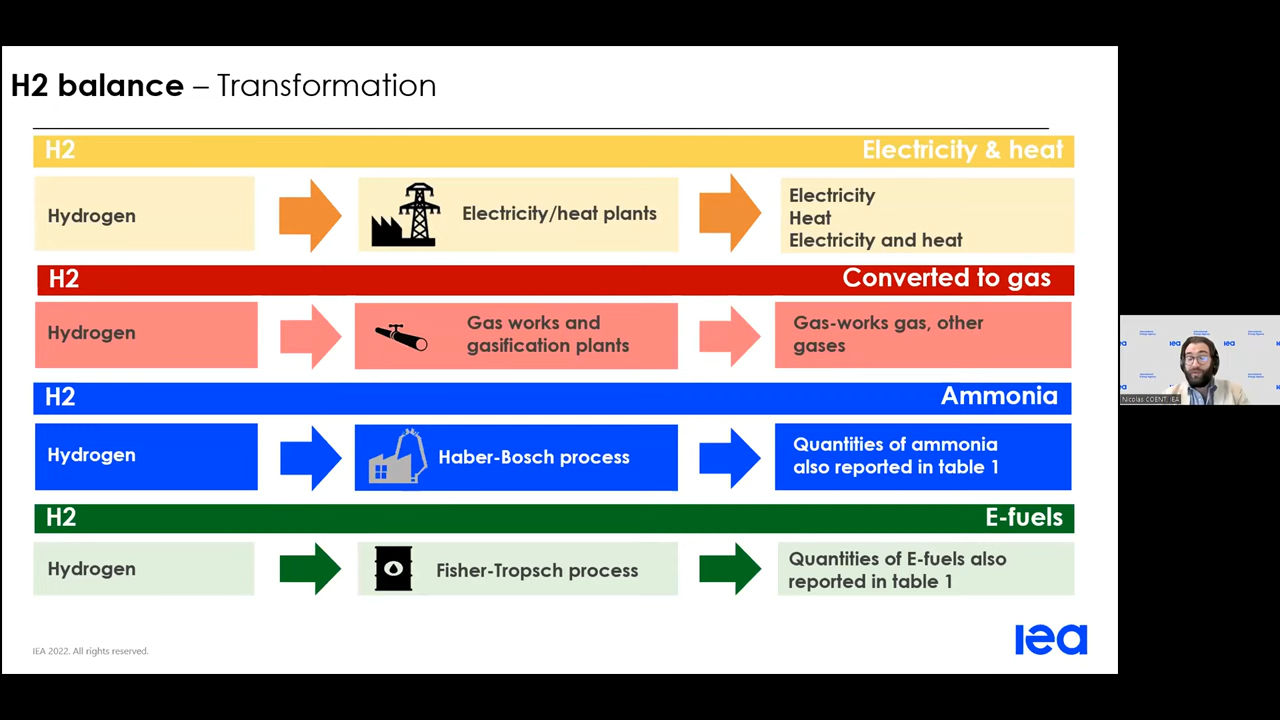 H2 balance – Transformation
H2
Electricity & heat
Hydrogen
Electricity/heat plants
Electricity
Heat
Electricity and heat
H2
Converted to gas
Hydrogen
Gas works and
gasification plants
Gas-works gas, other
gases
H2
Ammonia
Hydrogen
Haber-Bosch process
Quantities of ammonia
also reported in table 1
H2
E-fuels
Hydrogen
Fisher-Tropsch process
Quantities of E-fuels also
reported in table 1
IEA 2022. All rights reserved.
iea
iea
Nicolas COENT, IEA